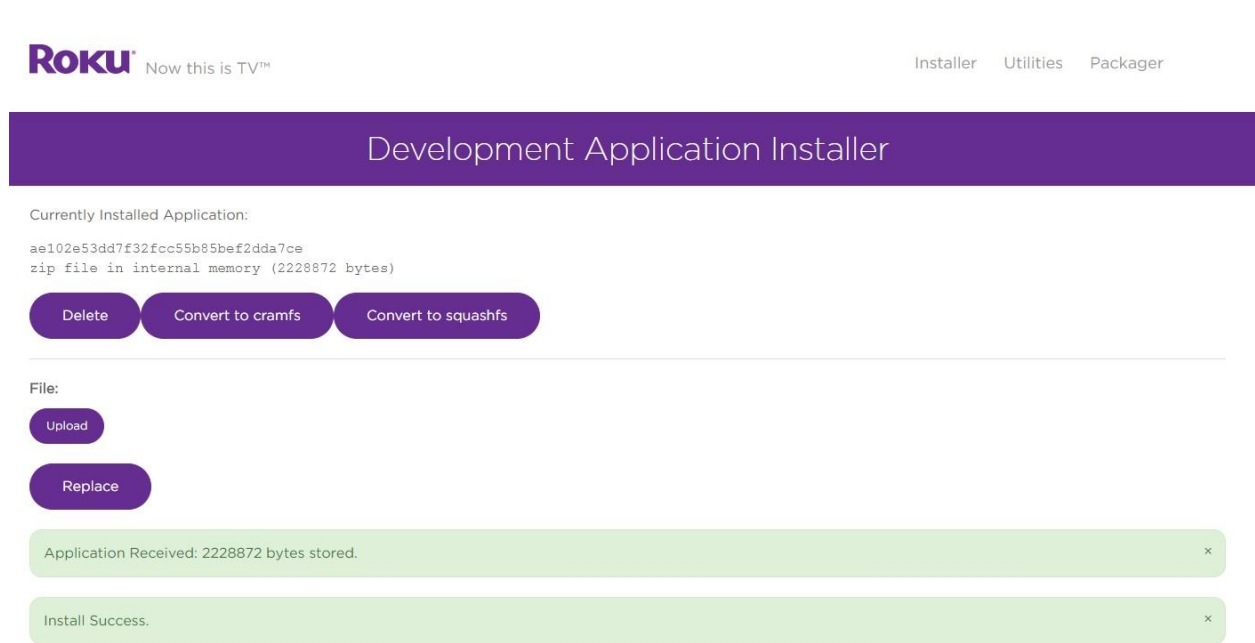 Roku Now this is TV™
Installer Utilities Packager
Development Application Installer
Currently Installed Application:
ae102e53dd7f32fcc55b85bef2dda7ce
zip file in internal memory (2228872 bytes)
Delete Convert to cramfs Convert to squashfs
File:
Upload
Replace
Application Received: 2228872 bytes stored. ×
Install Success. ×